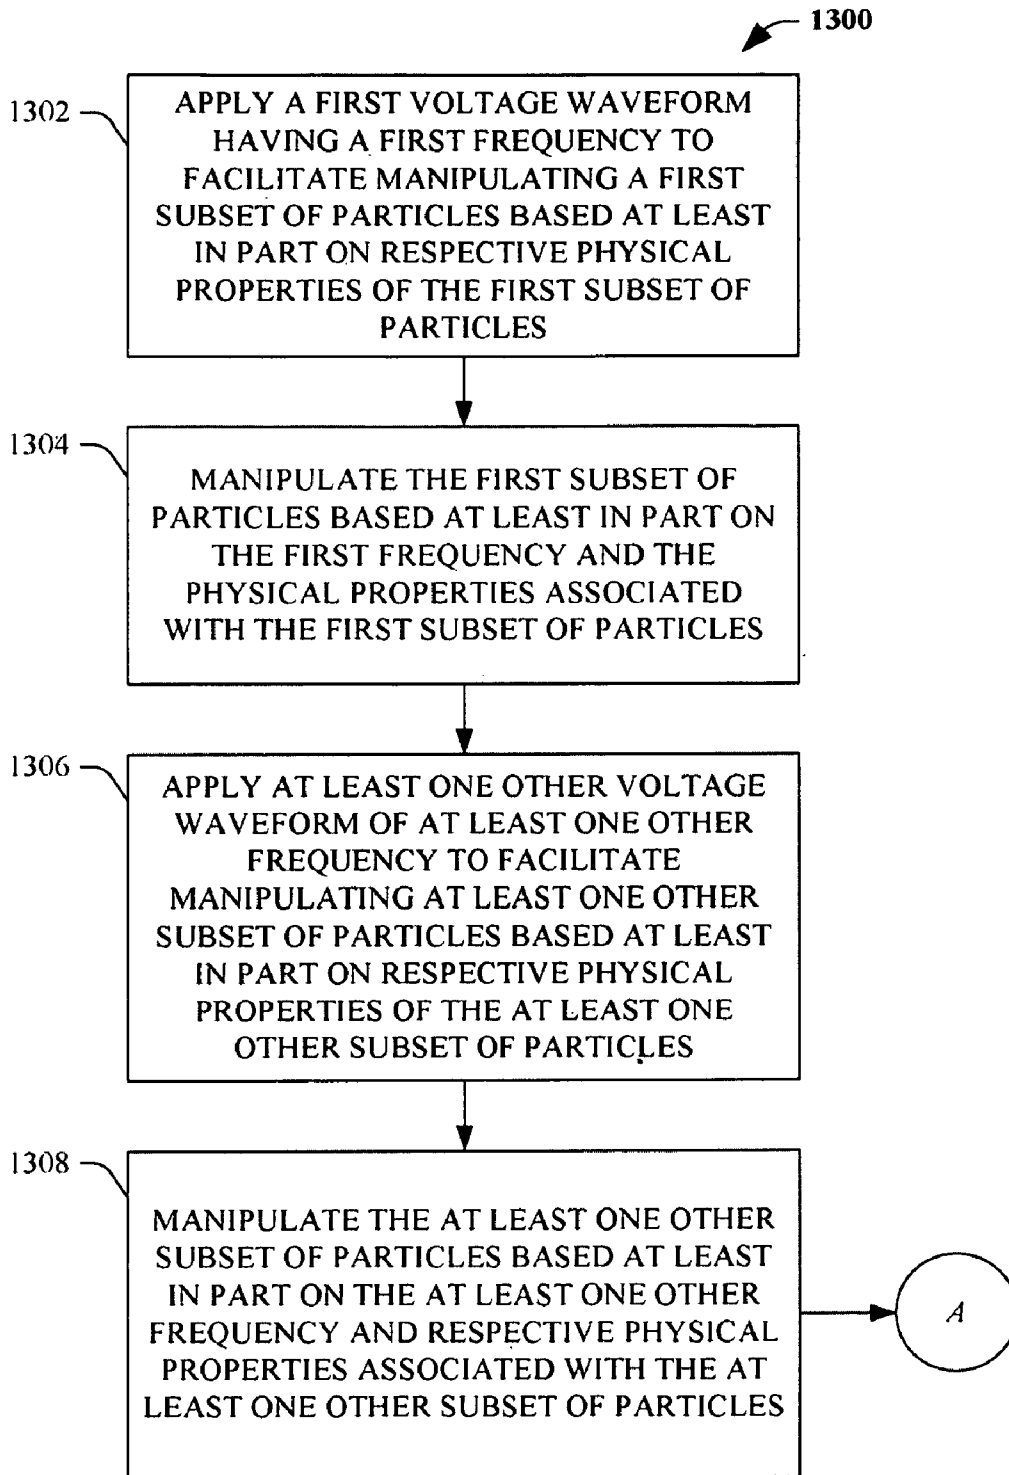 1300
1302
APPLY A FIRST VOLTAGE WAVEFORM
HAVING A FIRST FREQUENCY TO
FACILITATE MANIPULATING A FIRST
SUBSET OF PARTICLES BASED AT LEAST
IN PART ON RESPECTIVE PHYSICAL
PROPERTIES OF THE FIRST SUBSET OF
PARTICLES
1304
MANIPULATE THE FIRST SUBSET OF
PARTICLES BASED AT LEAST IN PART ON
THE FIRST FREQUENCY AND THE
PHYSICAL PROPERTIES ASSOCIATED
WITH THE FIRST SUBSET OF PARTICLES
1306
APPLY AT LEAST ONE OTHER VOLTAGE
WAVEFORM OF AT LEAST ONE OTHER
FREQUENCY TO FACILITATE
MANIPULATING AT LEAST ONE OTHER
SUBSET OF PARTICLES BASED AT LEAST
IN PART ON RESPECTIVE PHYSICAL
PROPERTIES OF THE AT LEAST ONE
OTHER SUBSET OF PARTICLES
1308
MANIPULATE THE AT LEAST ONE OTHER
SUBSET OF PARTICLES BASED AT LEAST
IN PART ON THE AT LEAST ONE OTHER
FREQUENCY AND RESPECTIVE PHYSICAL
PROPERTIES ASSOCIATED WITH THE AT
LEAST ONE OTHER SUBSET OF PARTICLES
A